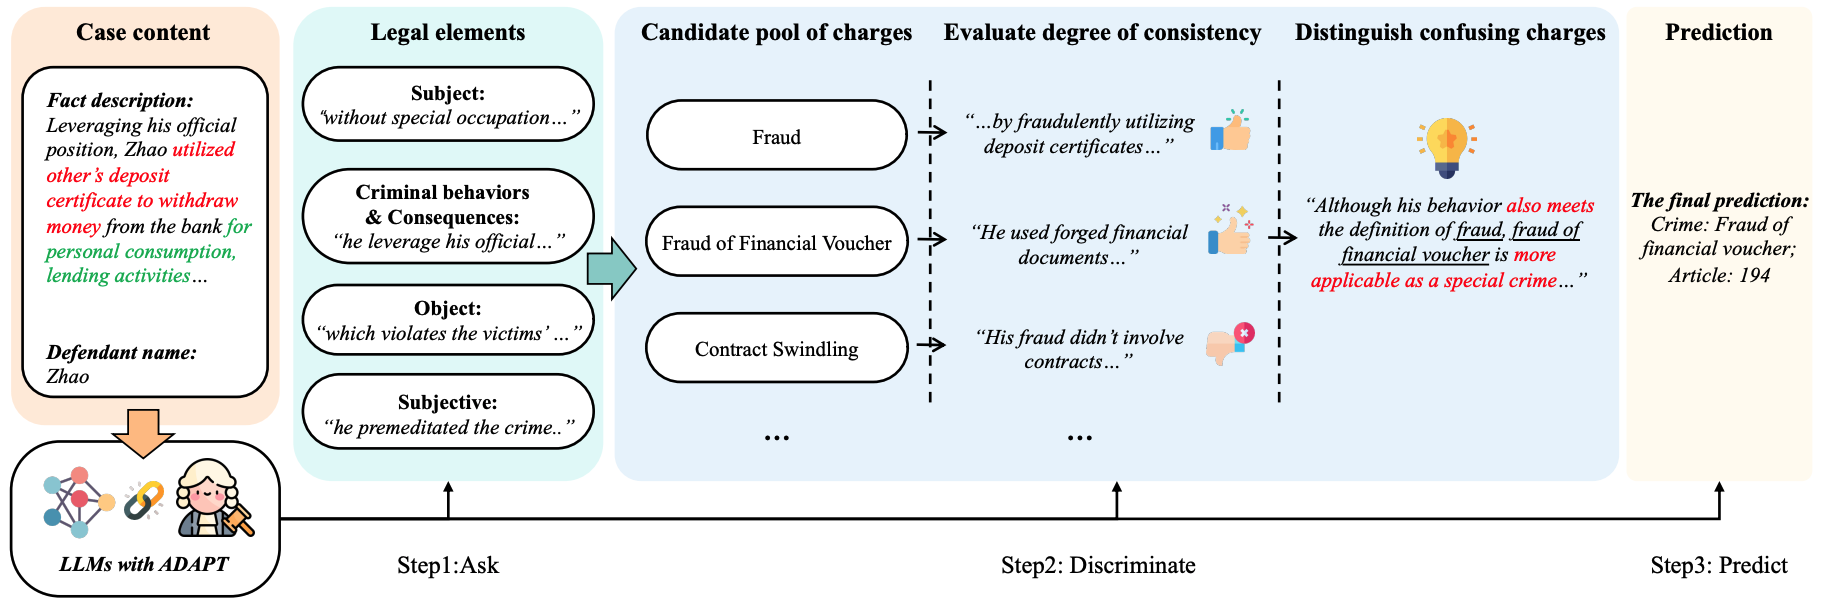 Case content
Fact description:
Leveraging his official
position, Zhao utilized
other's deposit
certificate to withdraw
money from the bank for
personal consumption,
lending activities…
Defendant name:
Zhao
LLMs with ADAPT
Legal elements
Subject:
“without special occupation…”
Criminal behaviors
& Consequences:
“he leverage his official…”
Object:
“which violates the victims’ …”
Subjective:
“he premeditated the crime..”
Step1:Ask
Candidate pool of charges
Fraud
Fraud of Financial Voucher
Contract Swindling
…
Evaluate degree of consistency
“…by fraudulently utilizing
deposit certificates…”
“He used forged financial
documents…”
“His fraud didn’t involve
contracts…”
…
Distinguish confusing charges
“Although his behavior also meets
the definition of fraud, fraud of
financial voucher is more
applicable as a special crime…”
Step2: Discriminate
Prediction
The final prediction:
Crime: Fraud of
financial voucher;
Article: 194
Step3: Predict